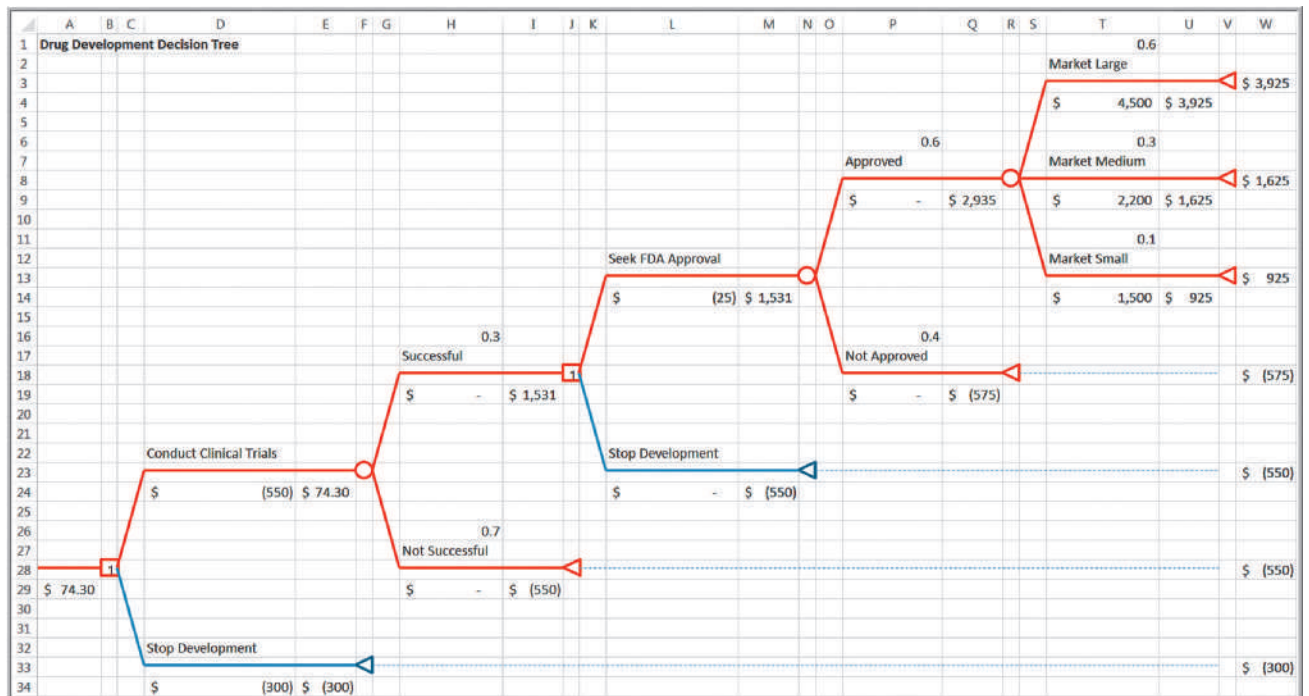 A B C D E F G H I J K L M N O P Q R S T U V W
1 Drug Development Decision Tree 0.6
2 Market Large
3 $ 3,925
4 $ 4,500 $ 3,925
5
6 0.6 0.3
7 Approved Market Medium
8 $ 1,625
9 $ - $ 2,935 $ 2,200 $ 1,625
10
11 0.1
12 Seek FDA Approval Market Small
13 $ 925
14 $ (25) $ 1,531 $ 1,500 $ 925
15
16 0.3 0.4
17 Successful Not Approved
18 1 $ (575)
19 $ - $ 1,531 $ - $ (575)
20
21
22 Conduct Clinical Trials Stop Development
23 $ (550)
24 $ (550) $ 74.30 $ - $ (550)
25
26 0.7
27 Not Successful
28 1 $ (550)
29 $ 74.30 $ - $ (550)
30
31
32 Stop Development
33 $ (300)
34 $ (300) $ (300)